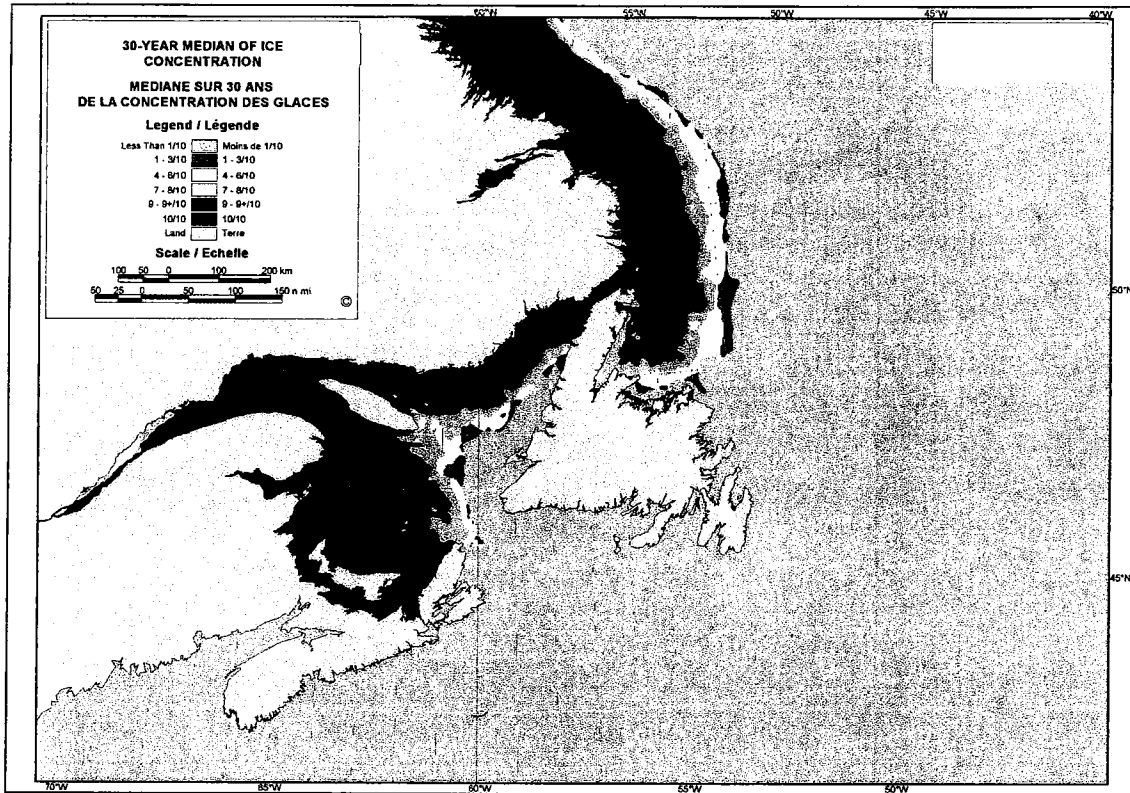 60°W 55°W 50°W 45°W 40°W
30-YEAR MEDIAN OF ICE
CONCENTRATION
MEDIANE SUR 30 ANS
DE LA CONCENTRATION DES GLACES
Legend / Légende
Less Than 1/10 Moins de 1/10
1 - 3/10 1 - 3/10
4 - 6/10 4 - 6/10
7 - 8/10 7 - 8/10
9 - 9+/10 9 - 9+/10
10/10 10/10
Land Terre
Scale / Echelle
100 50 0 100 200 km
50 25 0 50 100 150 n mi
©
50°N
45°N
70°W 65°W 60°W 55°W 50°W